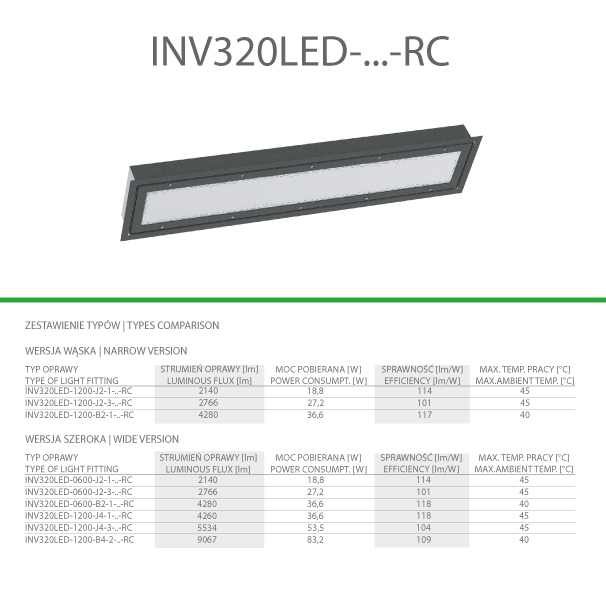 INV320LED-...-RC
ZESTAWIENIE TYPÓW | TYPES COMPARISON
WERSJA WĄSKA | NARROW VERSION
TYP OPRAWY STRUMIEŃ OPRAWY [lm] MOC POBIERANA [W] SPRAWNOŚĆ [lm/W] MAX. TEMP. PRACY [°C]
TYPE OF LIGHT FITTING LUMINOUS FLUX [lm] POWER CONSUMPT. [W] EFFICIENCY [lm/W] MAX.AMBIENT TEMP. [°C]
INV320LED-1200-J2-1-..-RC 2140 18,8 114 45
INV320LED-1200-J2-3-..-RC 2766 27,2 101 45
INV320LED-1200-B2-1-..-RC 4280 36,6 117 40
WERSJA SZEROKA | WIDE VERSION
TYP OPRAWY STRUMIEŃ OPRAWY [lm] MOC POBIERANA [W] SPRAWNOŚĆ [lm/W] MAX. TEMP. PRACY [°C]
TYPE OF LIGHT FITTING LUMINOUS FLUX [lm] POWER CONSUMPT. [W] EFFICIENCY [lm/W] MAX.AMBIENT TEMP. [°C]
INV320LED-0600-J2-1-..-RC 2140 18,8 114 45
INV320LED-0600-J2-3-..-RC 2766 27,2 101 45
INV320LED-0600-B2-1-..-RC 4280 36,6 118 40
INV320LED-1200-J4-1-..-RC 4260 36,6 118 45
INV320LED-1200-J4-3-..-RC 5534 53,5 104 45
INV320LED-1200-B4-2-..-RC 9067 83,2 109 40